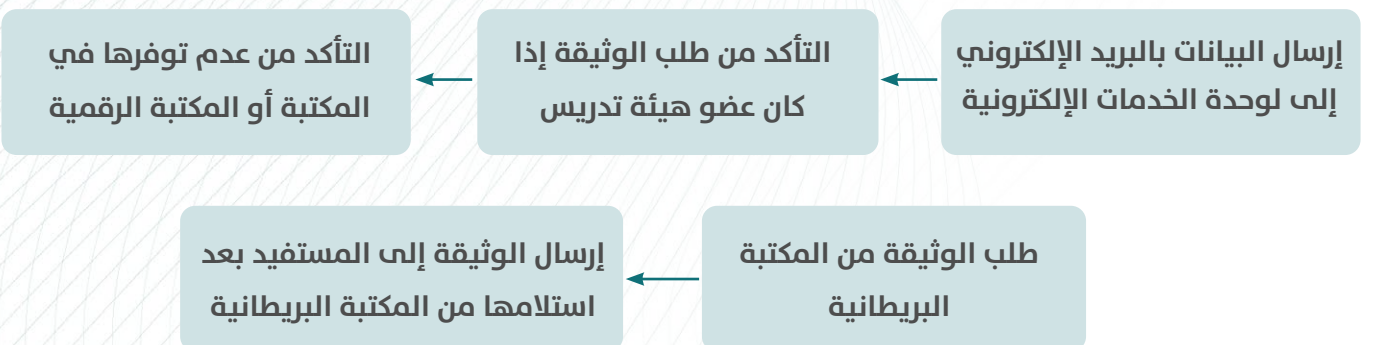 إرسال البيانات بالبريد الإلكتروني
إلى لوحدة الخدمات الإلكترونية
التأكد من طلب الوثيقة إذا
كان عضو هيئة تدريس
التأكد من عدم توفرها في
المكتبة أو المكتبة الرقمية
طلب الوثيقة من المكتبة
البريطانية
إرسال الوثيقة إلى المستفيد بعد
استلامها من المكتبة البريطانية